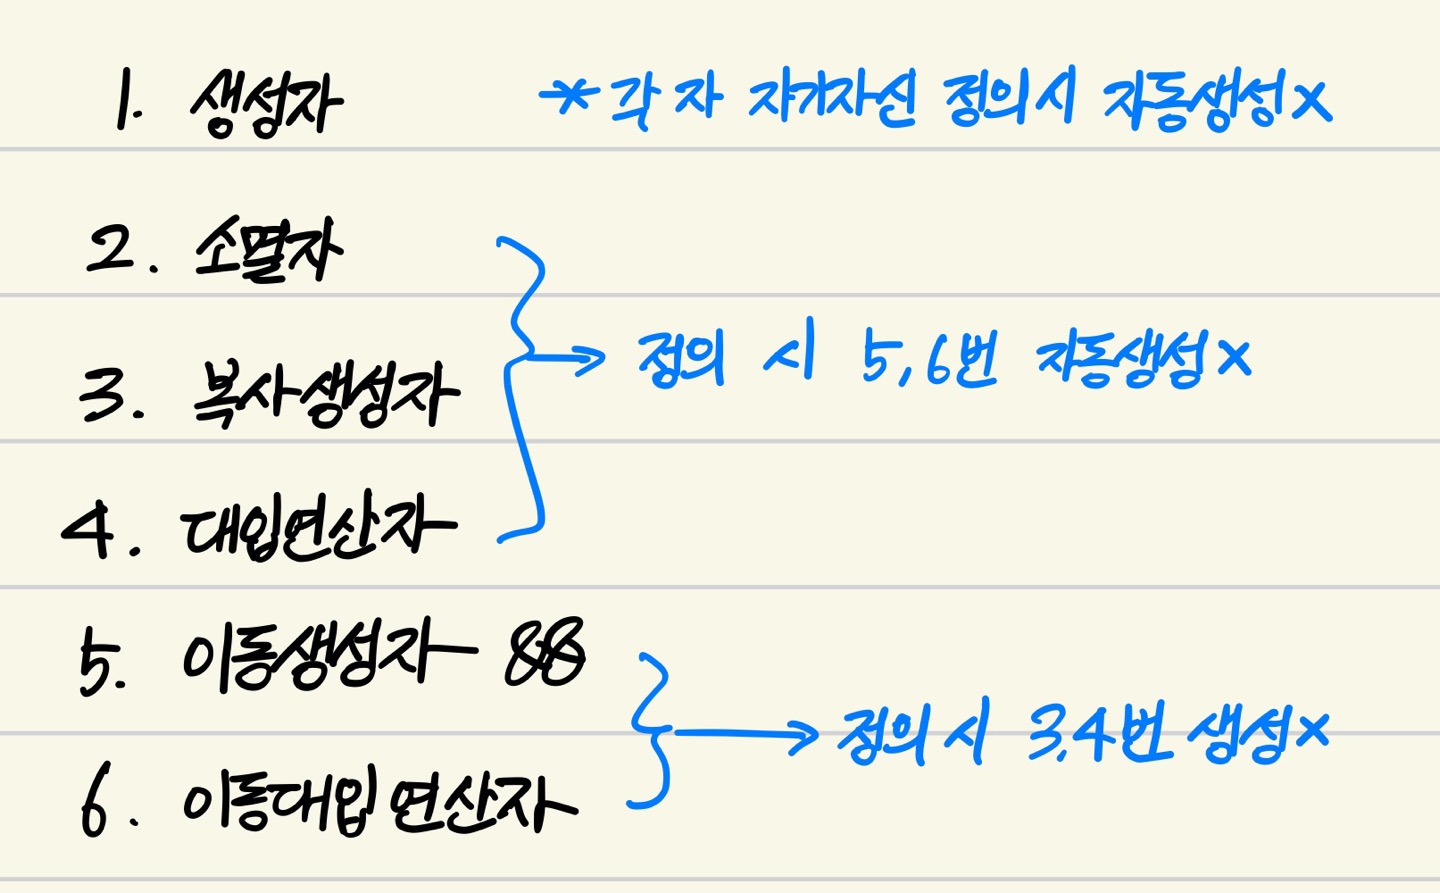 1. 생성자 * 각자 자기자신 정의시 자동생성x
2. 소멸자
정의 시 5,6번 자동생성x
3. 복사생성자
4. 대입연산자
5. 이동생성자 - &&
정의시 3,4번 생성x
6. 이동대입 연산자